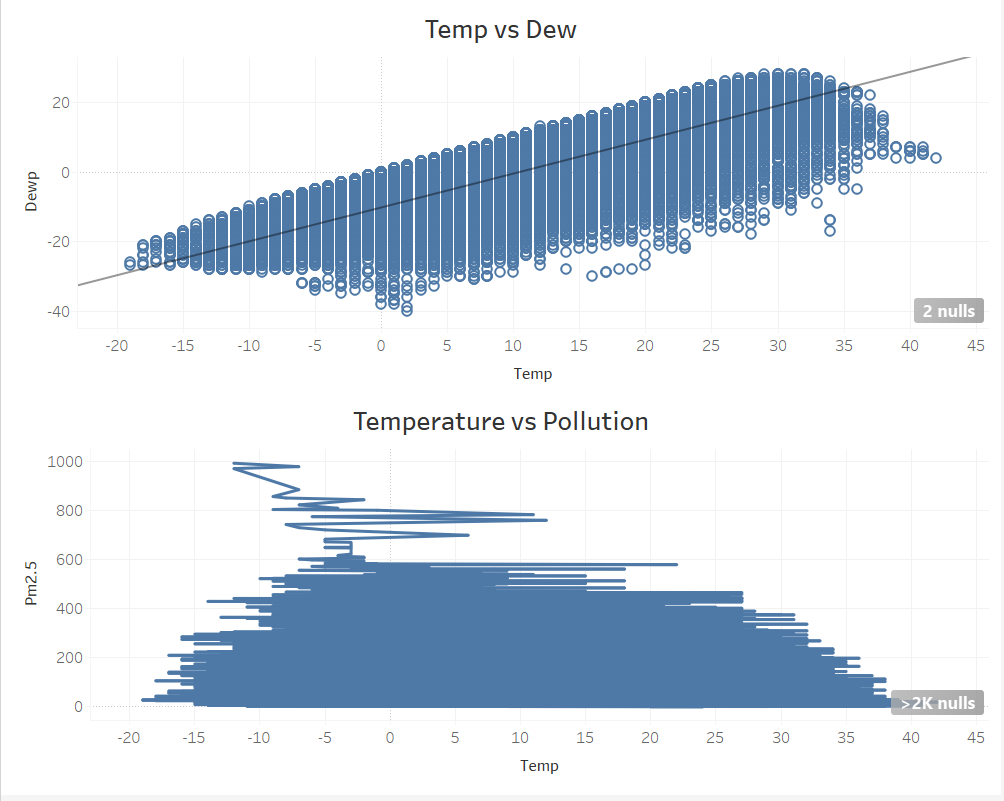 Temp vs Dew
20
0
-20
-40
Dewp
2 nulls
-20 -15 -10 -5 0 5 10 15 20 25 30 35 40 45
Temp
Temperature vs Pollution
1000
800
600
400
200
0
Pm2.5
>2K nulls
-20 -15 -10 -5 0 5 10 15 20 25 30 35 40 45
Temp